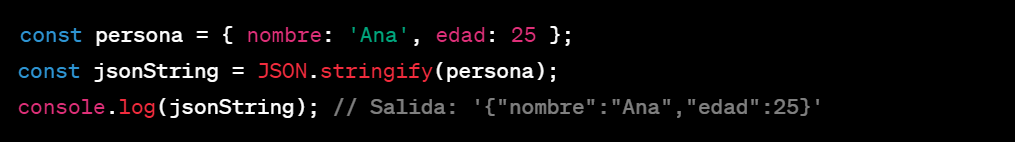 const persona = { nombre: 'Ana', edad: 25 };
const jsonString = JSON.stringify(persona);
console.log(jsonString); // Salida: '{"nombre":"Ana","edad":25}'